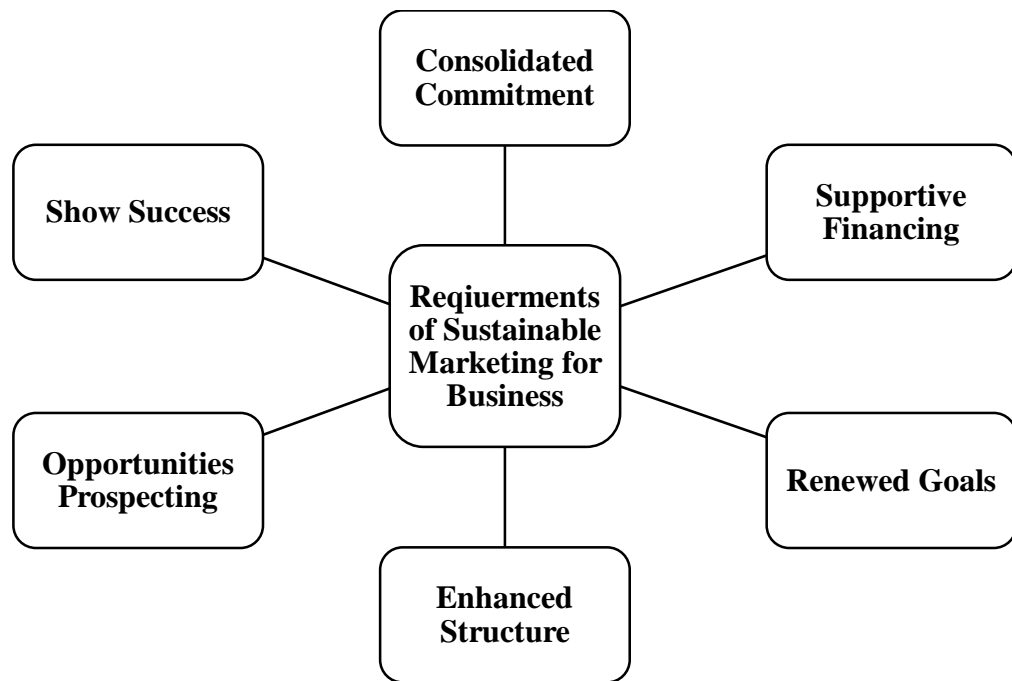 Consolidated
Commitment
Show Success
Supportive
Financing
Reqiuerments
of Sustainable
Marketing for
Business
Opportunities
Prospecting
Renewed Goals
Enhanced
Structure